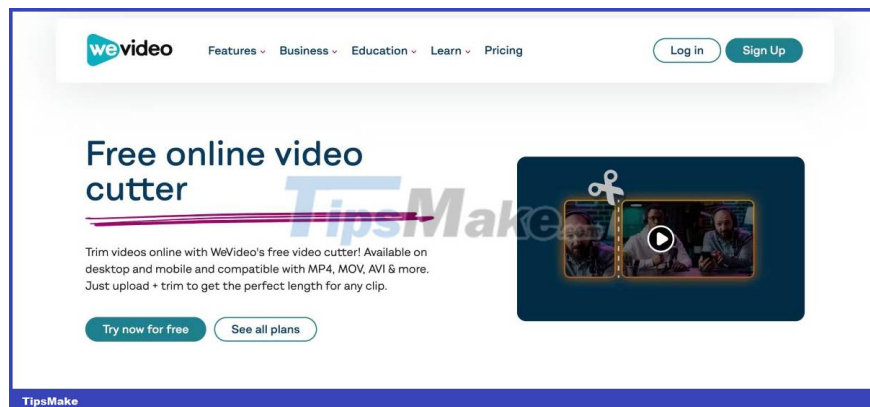 wevideo
Features Business Education Learn Pricing
Log in Sign Up
Free online video
cutter
TipsMake.com
Trim videos online with WeVideo's free video cutter! Available on
desktop and mobile and compatible with MP4, MOV, AVI & more.
Just upload + trim to get the perfect length for any clip.
Try now for free See all plans
TipsMake